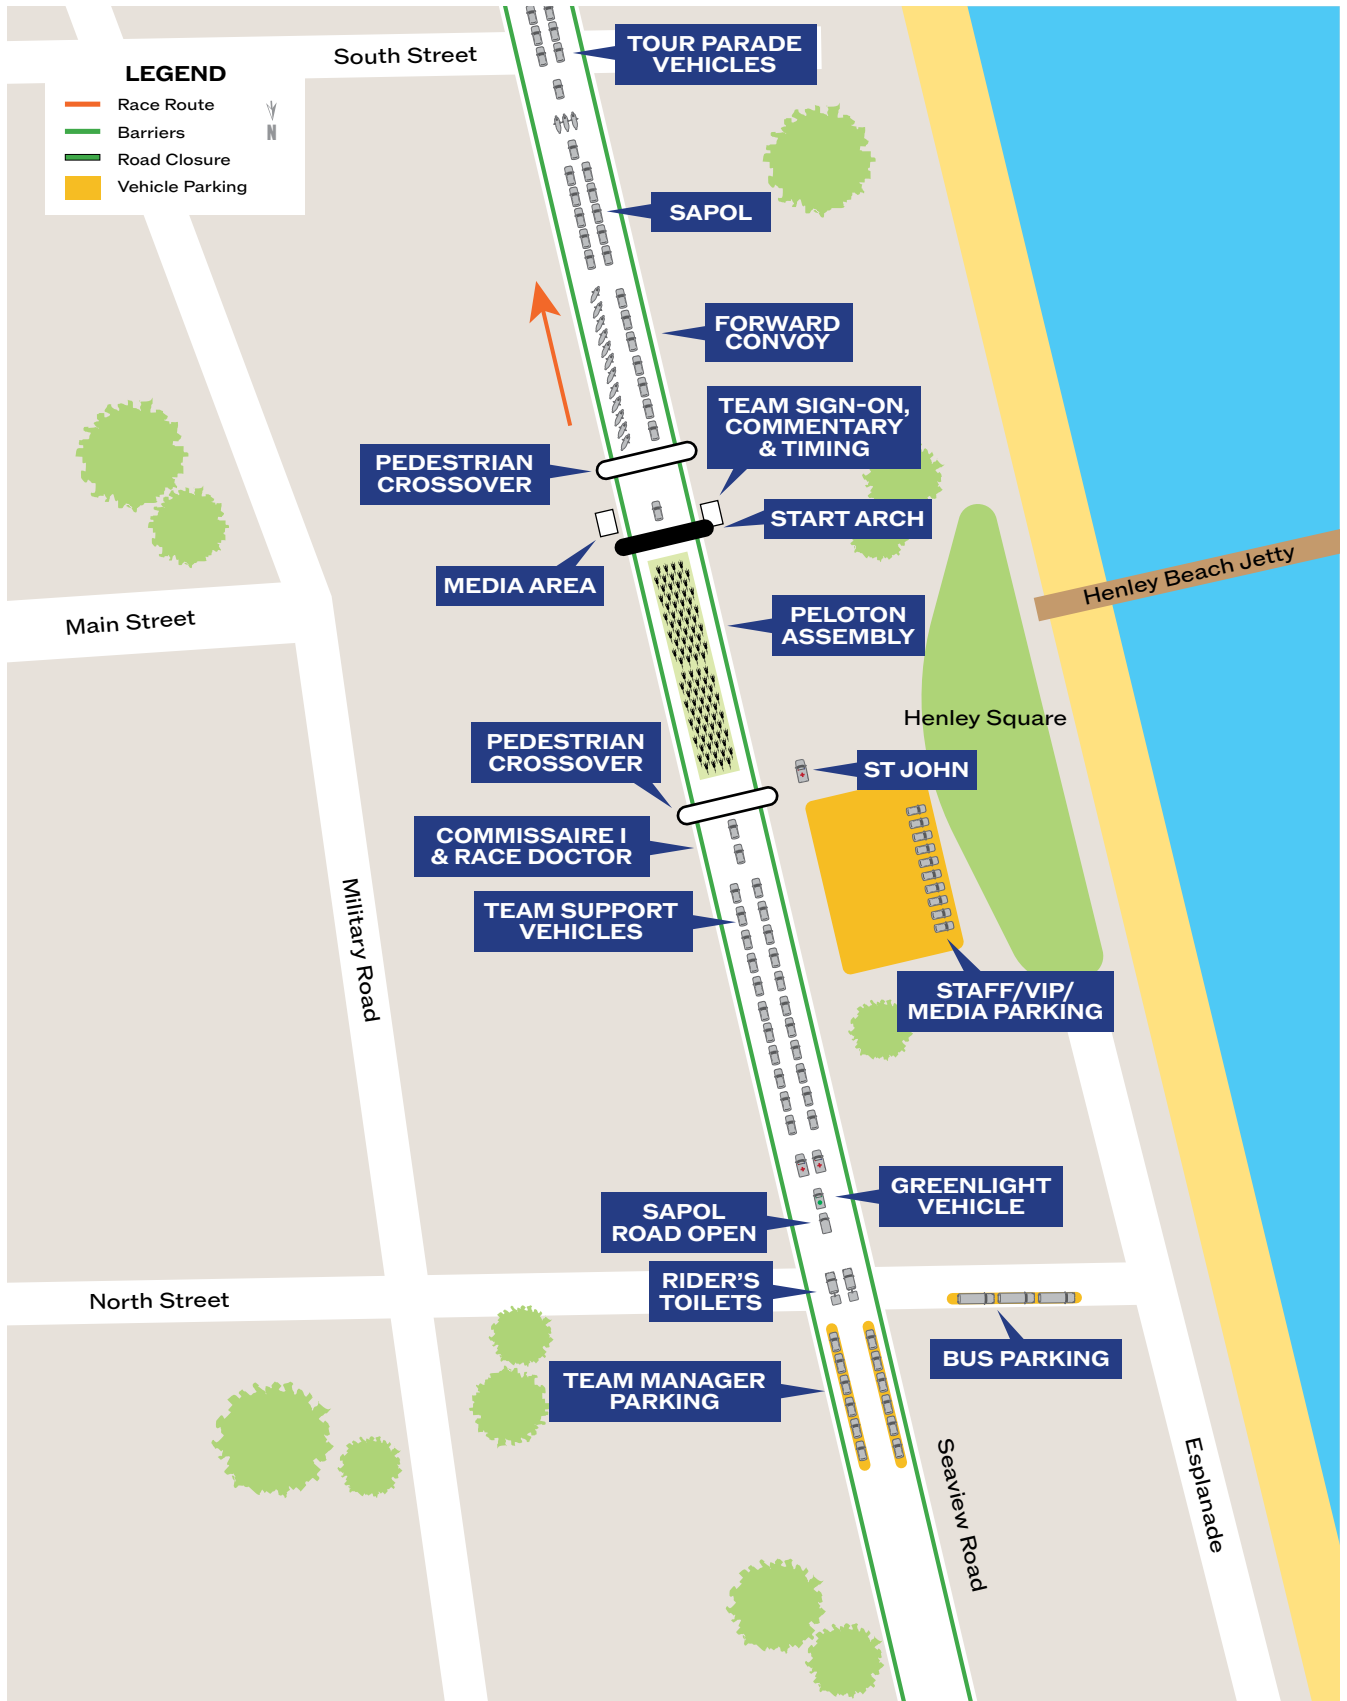 South Street
TOUR PARADE
VEHICLES
LEGEND
Race Route
Barriers
Road Closure
Vehicle Parking
N
SAPOL
FORWARD
CONVOY
TEAM SIGN-ON,
COMMENTARY
& TIMING
PEDESTRIAN
CROSSOVER
START ARCH
MEDIA AREA
Henley Beach Jetty
Main Street
PELOTON
ASSEMBLY
Henley Square
PEDESTRIAN
CROSSOVER
ST JOHN
COMMISSAIRE I
& RACE DOCTOR
TEAM SUPPORT
VEHICLES
Military Road
STAFF/VIP/
MEDIA PARKING
GREENLIGHT
VEHICLE
SAPOL
ROAD OPEN
RIDER'S
TOILETS
North Street
BUS PARKING
TEAM MANAGER
PARKING
Seaview Road
Esplanade